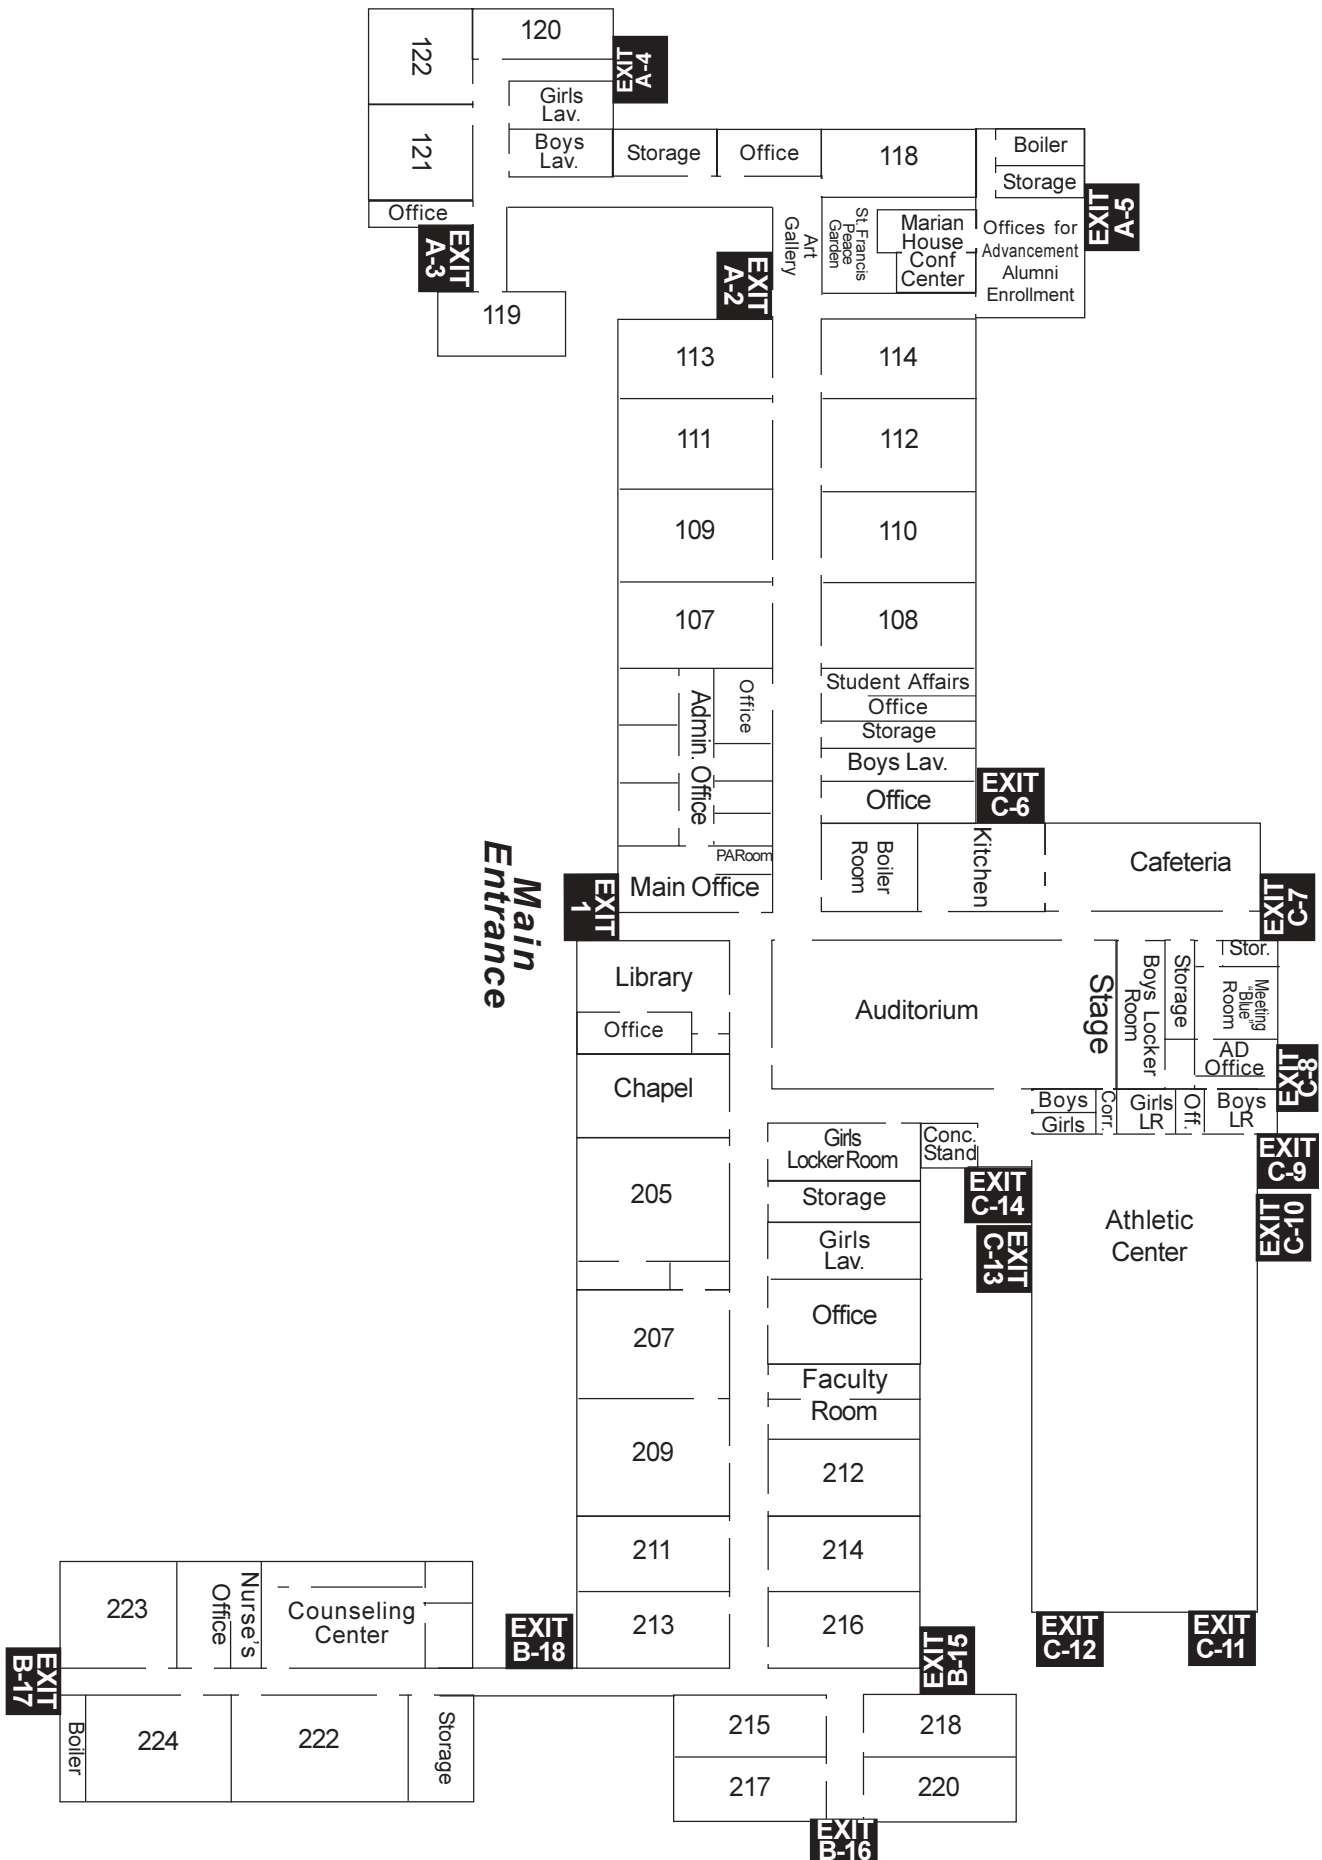 120
122
EXIT
A-4
Girls
Lav.
121
Boys
Lav.
Storage
Office
118
Boiler
Storage
Office
EXIT
A-3
EXIT
A-5
Art
Gallery
St. Francis
Peace
Garden
Marian
House
Conf
Center
Offices for
Advancement
Alumni
Enrollment
EXIT
A-2
119
113
114
111
112
109
110
107
108
Admin. Office
Office
Student Affairs
Office
Storage
Boys Lav.
Office
EXIT
C-6
PARoom
Main Office
Boiler
Room
Kitchen
Cafeteria
Main
Entrance
EXIT
1
EXIT
C-7
Library
Office
Auditorium
Stage
Boys Locker
Room
Storage
Stor.
Meeting
"Blue"
Room
AD
Office
EXIT
C-8
Chapel
Boys
Girls
Corr.
Girls
LR
Off.
Boys
LR
Girls
Locker Room
Conc.
Stand
EXIT
C-9
EXIT
C-14
205
Storage
EXIT
C-10
Athletic
Center
Girls
Lav.
EXIT
C-13
Office
207
Faculty
Room
209
212
211
214
213
216
223
Nurse's
Office
Counseling
Center
EXIT
B-18
EXIT
B-15
EXIT
C-12
EXIT
C-11
EXIT
B-17
Boiler
224
222
Storage
215
218
217
220
EXIT
B-16